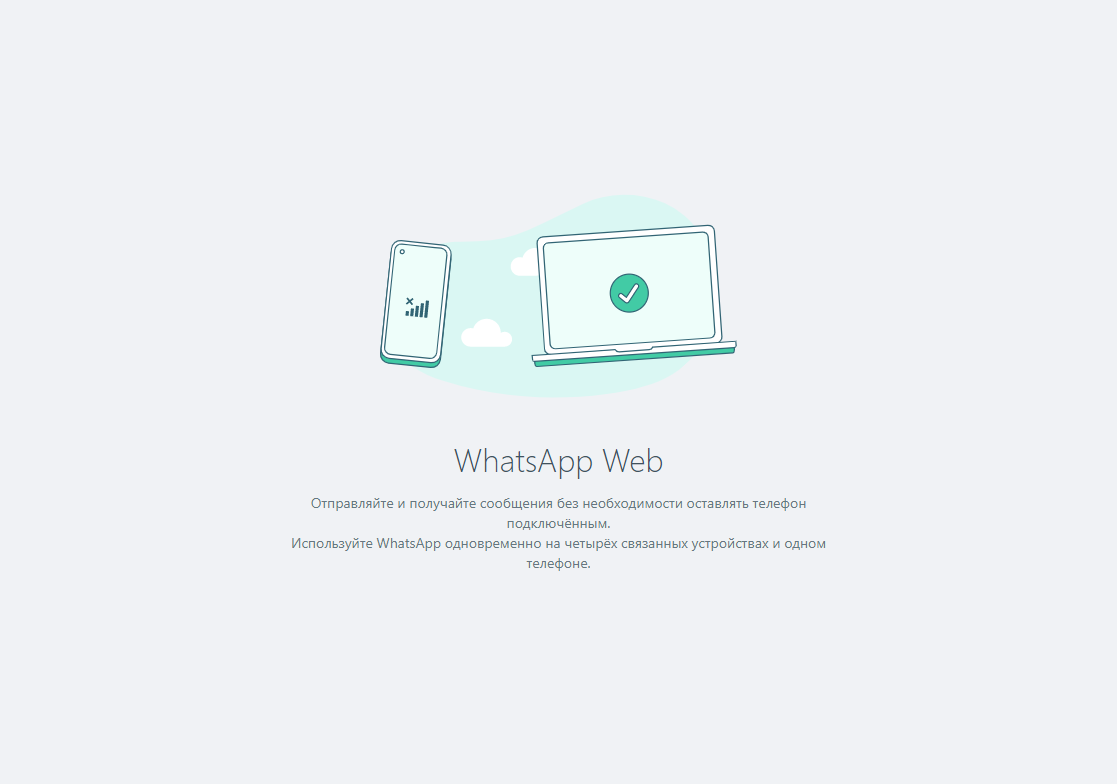 WhatsApp Web
Отправляйте и получайте сообщения без необходимости оставлять телефон
подключённым.
Используйте WhatsApp одновременно на четырёх связанных устройствах и одном
телефоне.